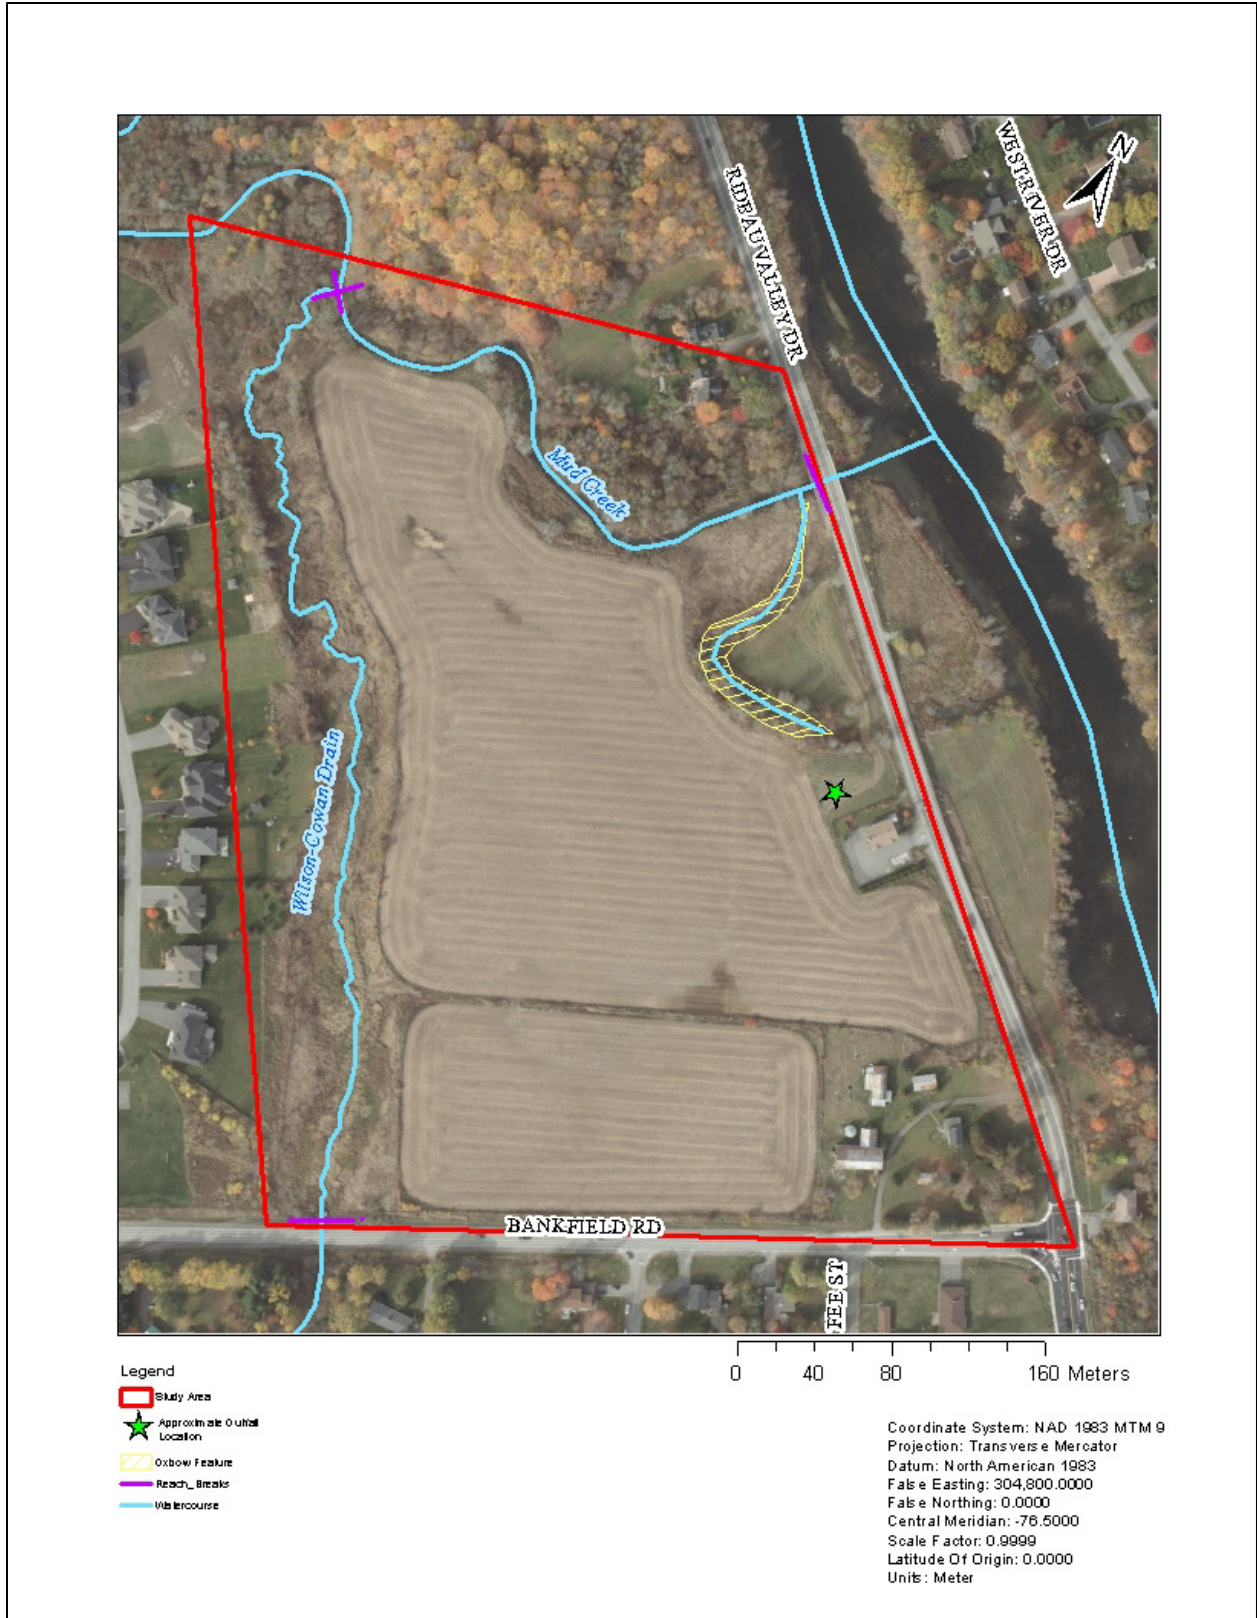 N
WEST RIVER DR
RIDEAU VALLEY DR
Mud Creek
Wilson-Cowan Drain
BANKFIELD RD
FEE ST
0 40 80 160 Meters
Legend
Study Area
Approximate Outfall
Location
Oxbow Feature
Reach_Breaks
Watercourse
Coordinate System: NAD 1983 MTM 9
Projection: Transverse Mercator
Datum: North American 1983
False Easting: 304,800.0000
False Northing: 0.0000
Central Meridian: -76.5000
Scale Factor: 0.9999
Latitude Of Origin: 0.0000
Units: Meter